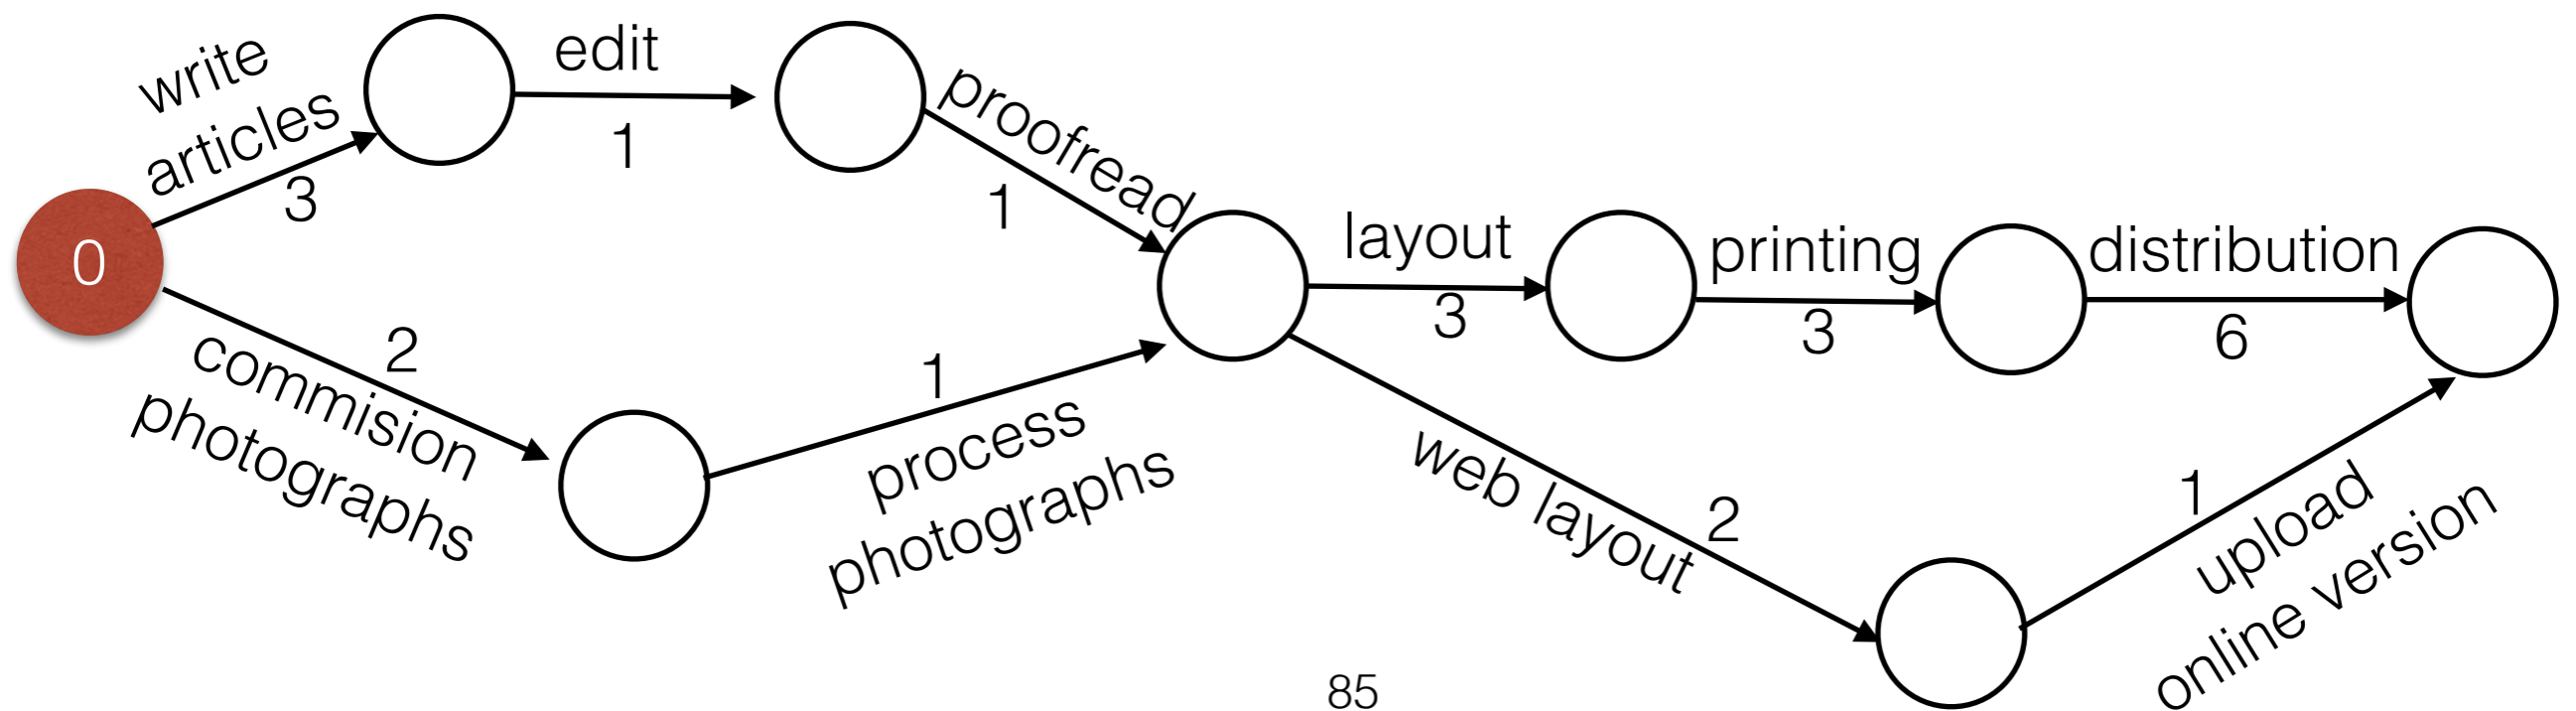 write
articles
3
edit
1
proofread
1
0
2
commision
photographs
1
process
photographs
layout
3
printing
3
distribution
6
web layout
2
1
upload
online version
85